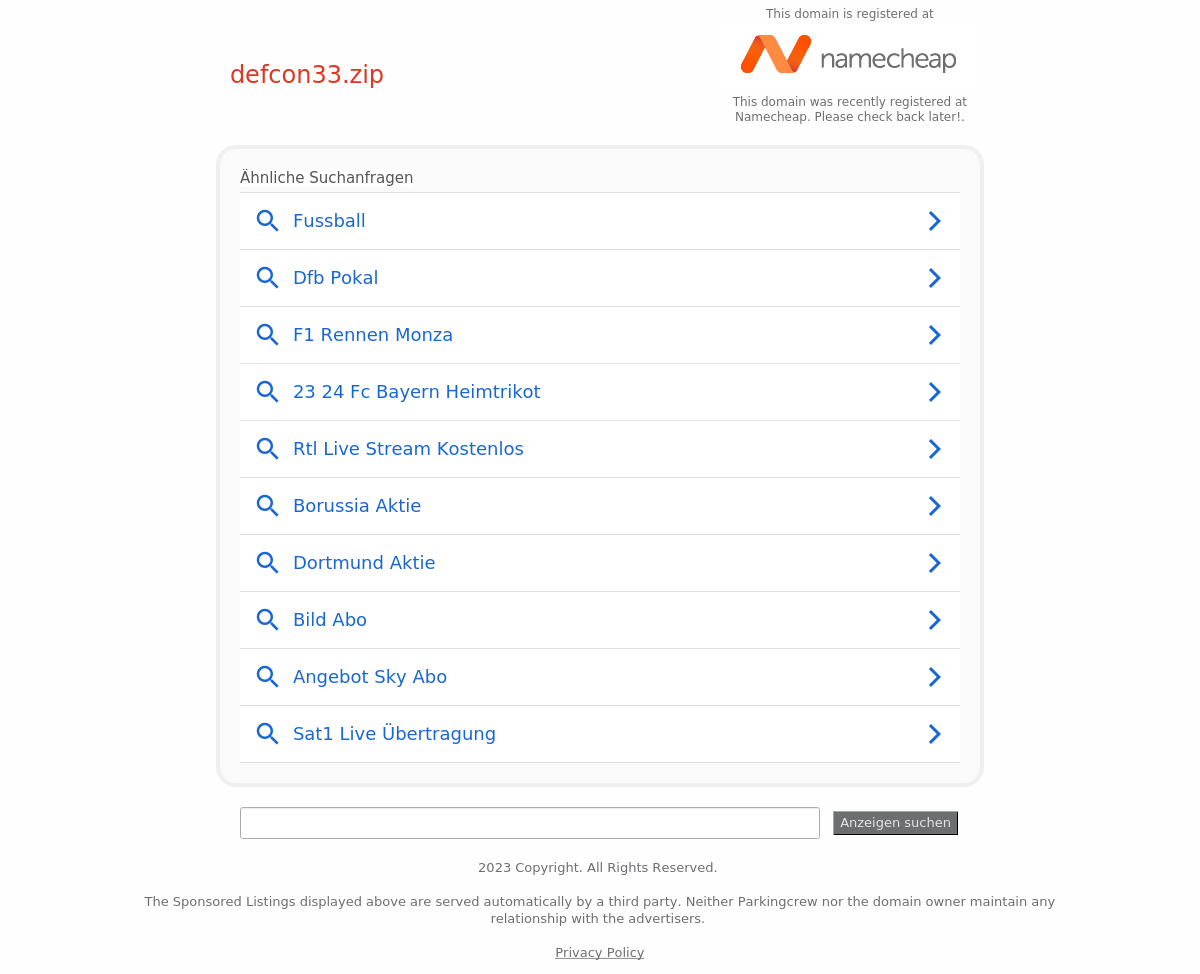 This domain is registered at
namecheap
defcon33.zip
This domain was recently registered at
Namecheap. Please check back later!.
Ähnliche Suchanfragen
Fussball
Dfb Pokal
F1 Rennen Monza
23 24 Fc Bayern Heimtrikot
Rtl Live Stream Kostenlos
Borussia Aktie
Dortmund Aktie
Bild Abo
Angebot Sky Abo
Sat1 Live Übertragung
Anzeigen suchen
2023 Copyright. All Rights Reserved.
The Sponsored Listings displayed above are served automatically by a third party. Neither Parkingcrew nor the domain owner maintain any
relationship with the advertisers.
Privacy Policy